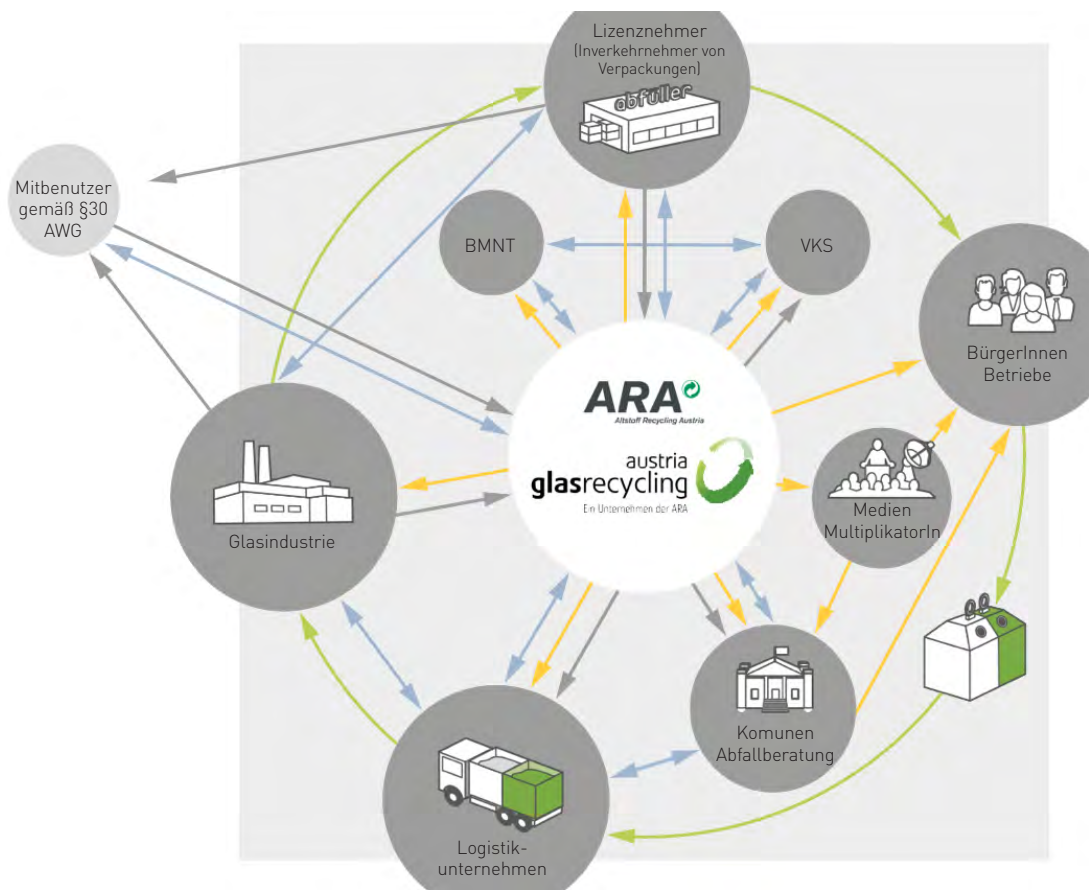 Lizenznehmer
(Inverkehrnehmer von
Verpackungen)
abfüller
Mitbenutzer
gemäß §30
AWG
BMNT
VKS
BürgerInnen
Betriebe
ARA
Altstoff Recycling Austria
austria
glasrecycling
Ein Unternehmen der ARA
Medien
MultiplikatorIn
Glasindustrie
Komunen
Abfallberatung
Logistik-
unternehmen